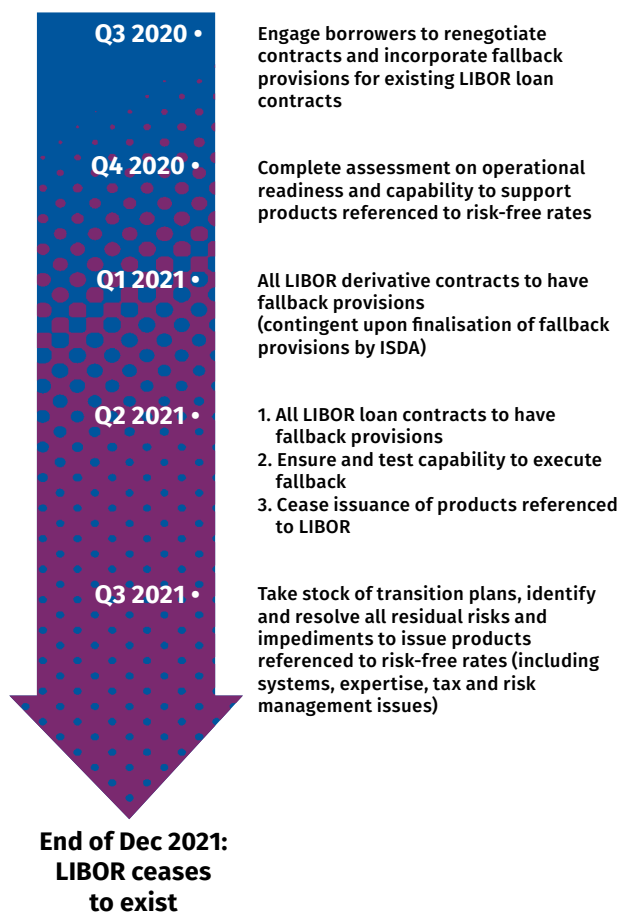 Q3 2020 •
Engage borrowers to renegotiate
contracts and incorporate fallback
provisions for existing LIBOR loan
contracts
Q4 2020 •
Complete assessment on operational
readiness and capability to support
products referenced to risk-free rates
Q1 2021 •
All LIBOR derivative contracts to have
fallback provisions
(contingent upon finalisation of fallback
provisions by ISDA)
Q2 2021 •
1. All LIBOR loan contracts to have
fallback provisions
2. Ensure and test capability to execute
fallback
3. Cease issuance of products referenced
to LIBOR
Q3 2021 •
Take stock of transition plans, identify
and resolve all residual risks and
impediments to issue products
referenced to risk-free rates (including
systems, expertise, tax and risk
management issues)
End of Dec 2021:
LIBOR ceases
to exist